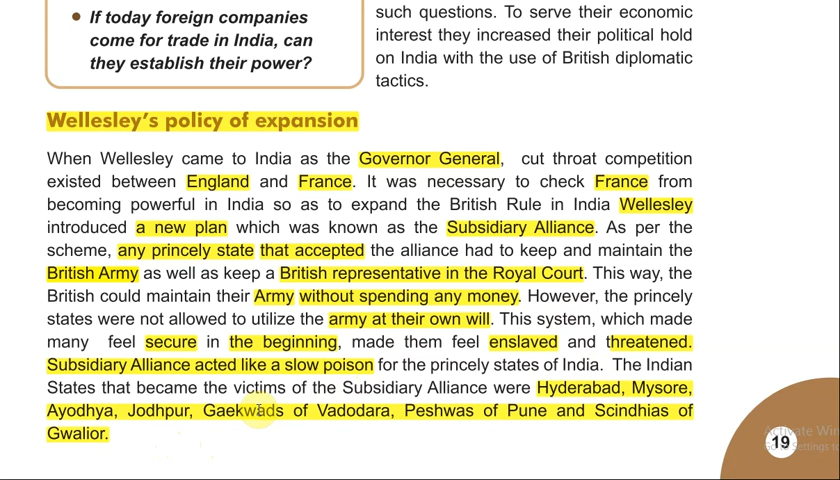 • If today foreign companies
come for trade in India, can
they establish their power?
such questions. To serve their economic
interest they increased their political hold
on India with the use of British diplomatic
tactics.
Wellesley's policy of expansion
When Wellesley came to India as the Governor General, cut throat competition
existed between England and France. It was necessary to check France from
becoming powerful in India so as to expand the British Rule in India Wellesley
introduced a new plan which was known as the Subsidiary Alliance. As per the
scheme, any princely state that accepted the alliance had to keep and maintain the
British Army as well as keep a British representative in the Royal Court. This way, the
British could maintain their Army without spending any money. However, the princely
states were not allowed to utilize the army at their own will. This system, which made
many feel secure in the beginning, made them feel enslaved and threatened.
Subsidiary Alliance acted like a slow poison for the princely states of India. The Indian
States that became the victims of the Subsidiary Alliance were Hyderabad, Mysore,
Ayodhya, Jodhpur, Gaekwads of Vadodara, Peshwas of Pune and Scindhias of
Gwalior.
Activate Win
Settings to
19